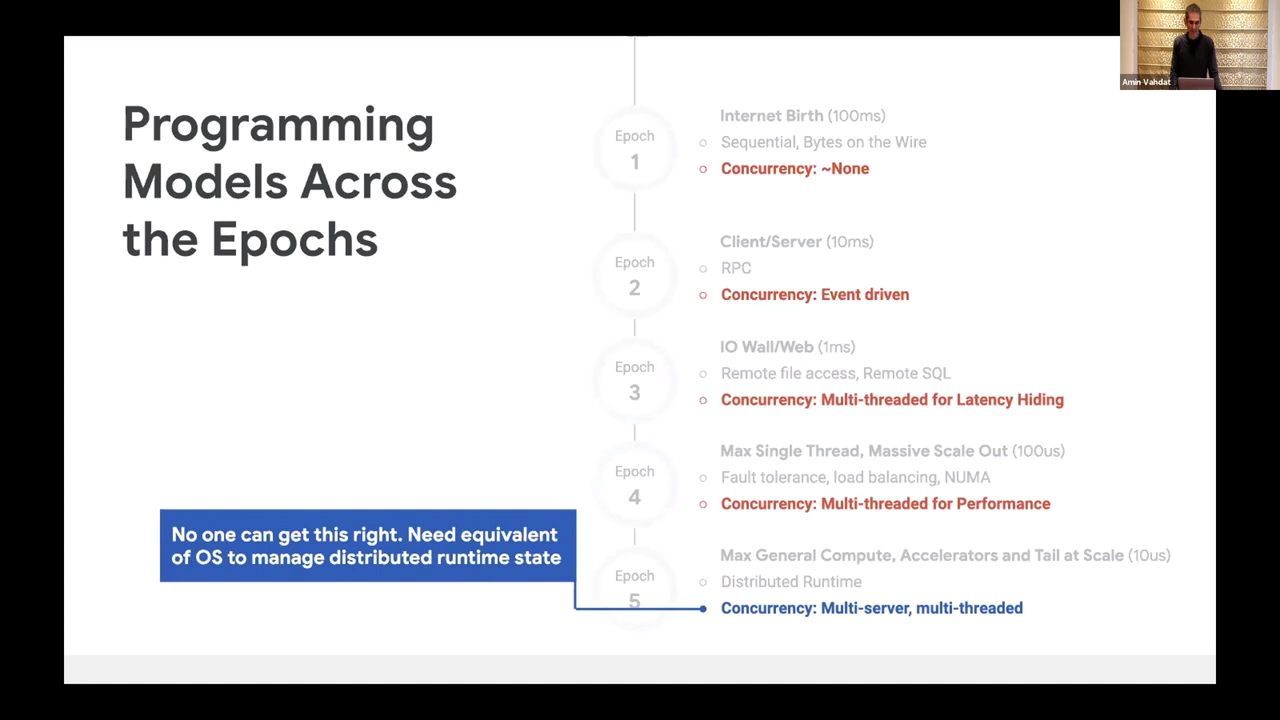 Amin Vahdat
Programming
Models Across
the Epochs
Epoch
1
Internet Birth (100ms)
Sequential, Bytes on the Wire
Concurrency: ~None
Epoch
2
Client/Server (10ms)
RPC
Concurrency: Event driven
Epoch
3
IO Wall/Web (1ms)
Remote file access, Remote SQL
Concurrency: Multi-threaded for Latency Hiding
Epoch
4
Max Single Thread, Massive Scale Out (100us)
Fault tolerance, load balancing, NUMA
Concurrency: Multi-threaded for Performance
No one can get this right. Need equivalent
of OS to manage distributed runtime state
Epoch
5
Max General Compute, Accelerators and Tail at Scale (10us)
Distributed Runtime
Concurrency: Multi-server, multi-threaded